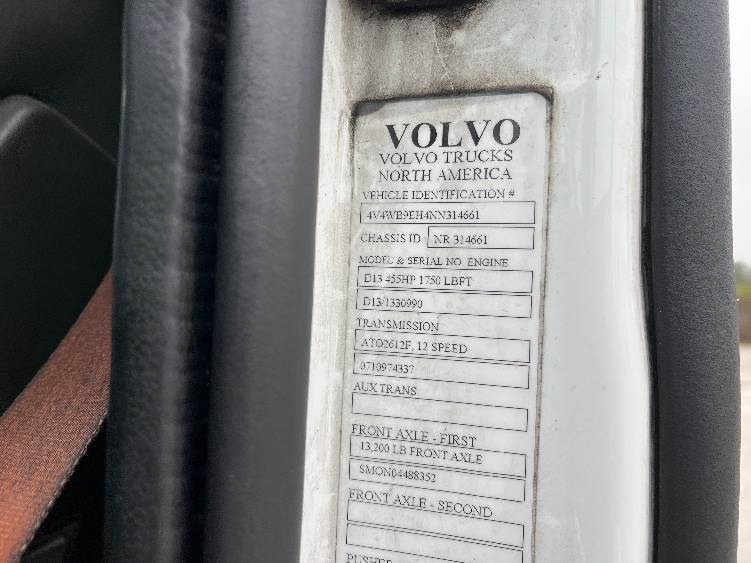 VOLVO
VOLVO TRUCKS
NORTH AMERICA
VEHICLE IDENTIFICATION #
4V4WB9EH4NN314661
CHASSIS ID NR 314661
MODEL & SERIAL NO. ENGINE
D13 455HP 1750 LBFT
D13/1330990
TRANSMISSION
ATO2612F, 12 SPEED
0710974337
AUX TRANS
FRONT AXLE - FIRST
13,200 LB FRONT AXLE
SMON04488352
FRONT AXLE - SECOND
PUSHER